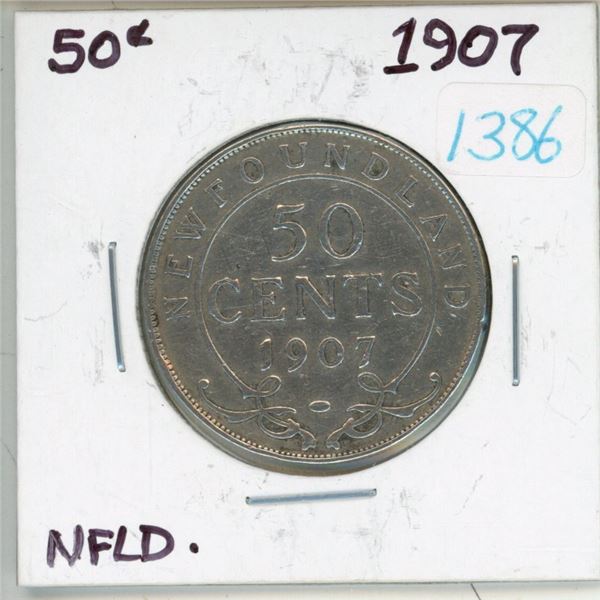 50¢ 1907
1386
NEWFOUNDLAND.
50
CENTS
1907
NFLD.